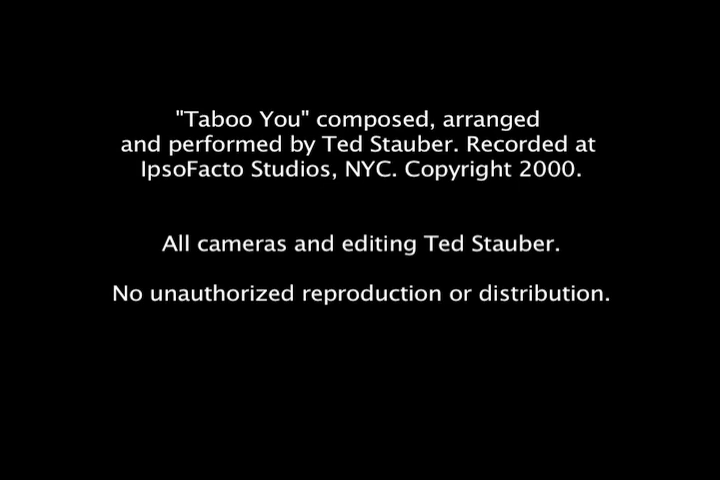 "Taboo You" composed, arranged
and performed by Ted Stauber. Recorded at
IpsoFacto Studios, NYC. Copyright 2000.
All cameras and editing Ted Stauber.
No unauthorized reproduction or distribution.